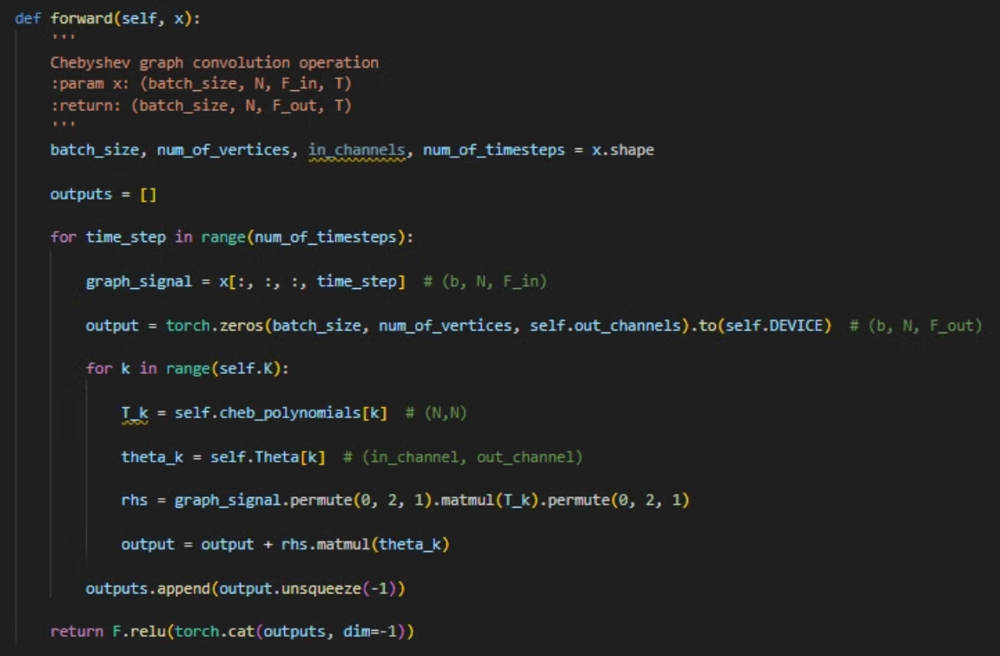 def forward(self, x):
'''
Chebyshev graph convolution operation
:param x: (batch_size, N, F_in, T)
:return: (batch_size, N, F_out, T)
'''
batch_size, num_of_vertices, in_channels, num_of_timesteps = x.shape
outputs = []
for time_step in range(num_of_timesteps):
graph_signal = x[:, :, :, time_step]  # (b, N, F_in)
output = torch.zeros(batch_size, num_of_vertices, self.out_channels).to(self.DEVICE)  # (b, N, F_out)
for k in range(self.K):
T_k = self.cheb_polynomials[k]  # (N,N)
theta_k = self.Theta[k]  # (in_channel, out_channel)
rhs = graph_signal.permute(0, 2, 1).matmul(T_k).permute(0, 2, 1)
output = output + rhs.matmul(theta_k)
outputs.append(output.unsqueeze(-1))
return F.relu(torch.cat(outputs, dim=-1))